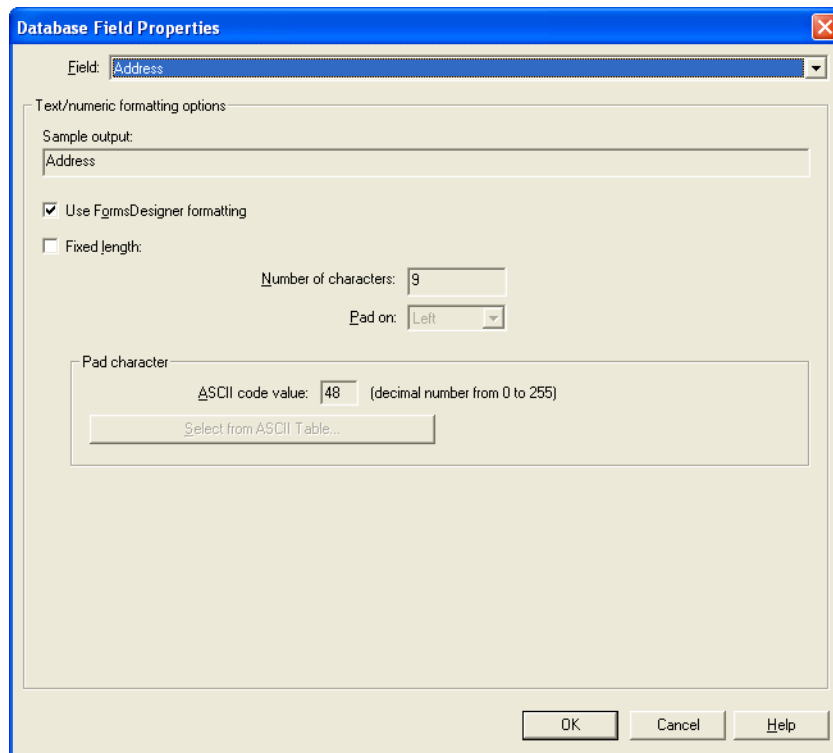 Database Field Properties
Field: Address
Text/numeric formatting options
Sample output:
Address
Use FormsDesigner formatting
Fixed length:
Number of characters: 9
Pad on: Left
Pad character
ASCII code value: 48 (decimal number from 0 to 255)
Select from ASCII Table...
OK Cancel Help